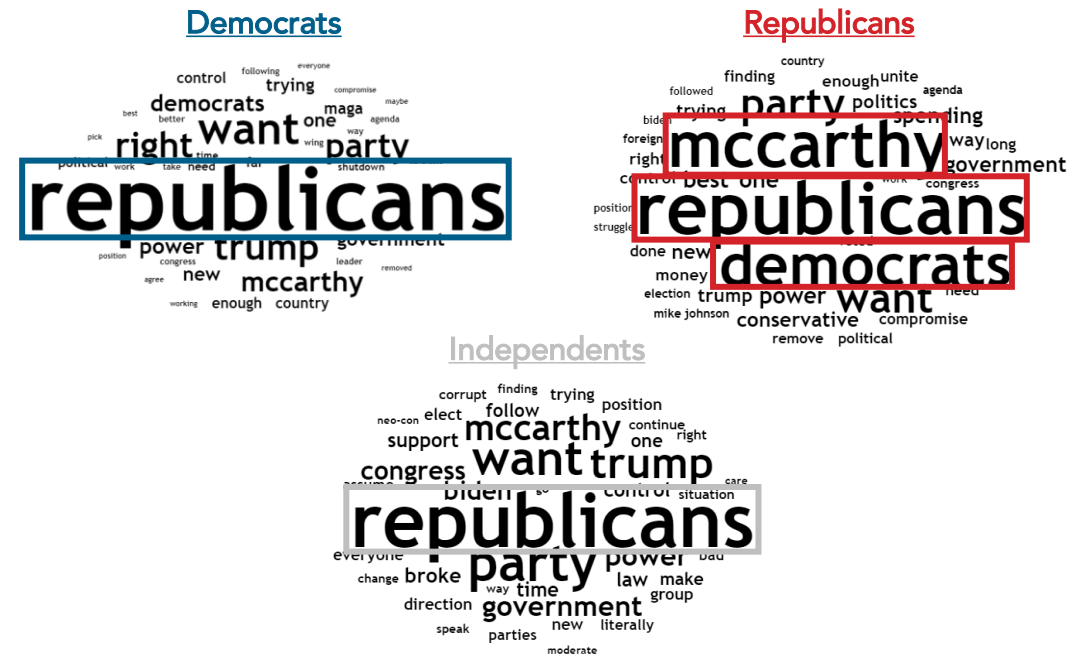 Democrats
everyone
following
control
trying
compromise
democrats
maga
maybe
best
better
want
one
agenda
way
pick
right
wing
party
time
political
work
take
need
far
shutdown
republicans
power
trump
government
position
congress
leader
removed
agree
new
mccarthy
working
enough
country
Republicans
country
finding
enough
unite
followed
party
politics
agenda
trying
spending
biden
foreign
mccarthy
way
long
right
government
control
best
one
work
congress
position
republicans
struggle
done
new
democrats
money
election
trump
power
want
need
mike johnson
conservative
compromise
remove
political
Independents
corrupt
finding
trying
neo-con
elect
follow
position
mccarthy
continue
support
one
right
congress
want
trump
assume
care
biden
go
control
situation
republicans
everyone
party
power
bad
change
broke
way
time
law
make
group
direction
government
speak
parties
new
literally
moderate